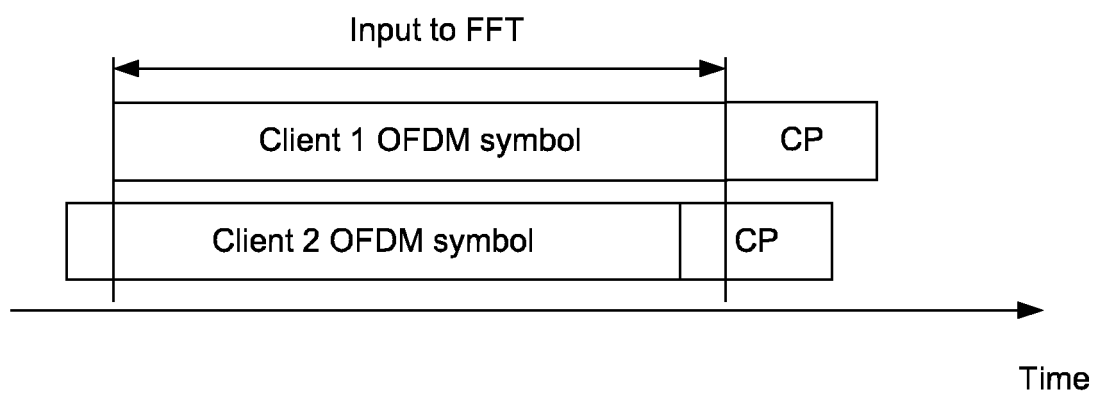 Input to FFT
Client 1 OFDM symbol
CP
Client 2 OFDM symbol
CP
Time